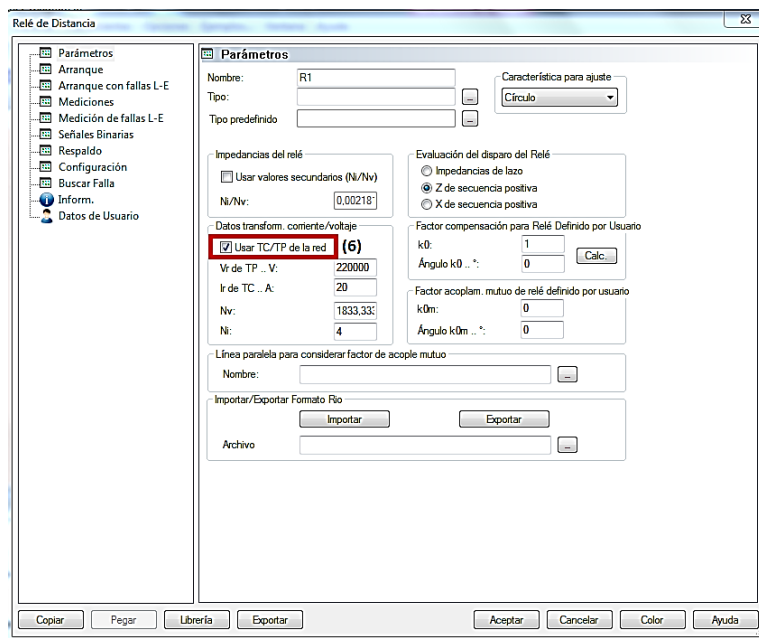 Relé de Distancia
Parámetros
Arranque
Arranque con fallas L-E
Mediciones
Medición de fallas L-E
Señales Binarias
Respaldo
Configuración
Buscar Falla
Inform.
Datos de Usuario
Parámetros
Nombre: R1
Tipo:
Tipo predefinido
Característica para ajuste
Círculo
Impedancias del relé
Usar valores secundarios (Ni/Nv)
Ni/Nv: 0,00218
Evaluación del disparo del Relé
Impedancias de lazo
Z de secuencia positiva
X de secuencia positiva
Datos transform. corriente/voltaje
Usar TC/TP de la red (6)
Vr de TP .. V: 220000
Ir de TC .. A: 20
Nv: 1833,333
Ni: 4
Factor compensación para Relé Definido por Usuario
k0: 1
Ángulo k0 .. °: 0
Calc.
Factor acoplam. mutuo de relé definido por usuario
k0m: 0
Ángulo k0m .. °: 0
Línea paralela para considerar factor de acople mutuo
Nombre:
Importar/Exportar Formato Rio
Importar Exportar
Archivo
Copiar Pegar Librería Exportar Aceptar Cancelar Color Ayuda